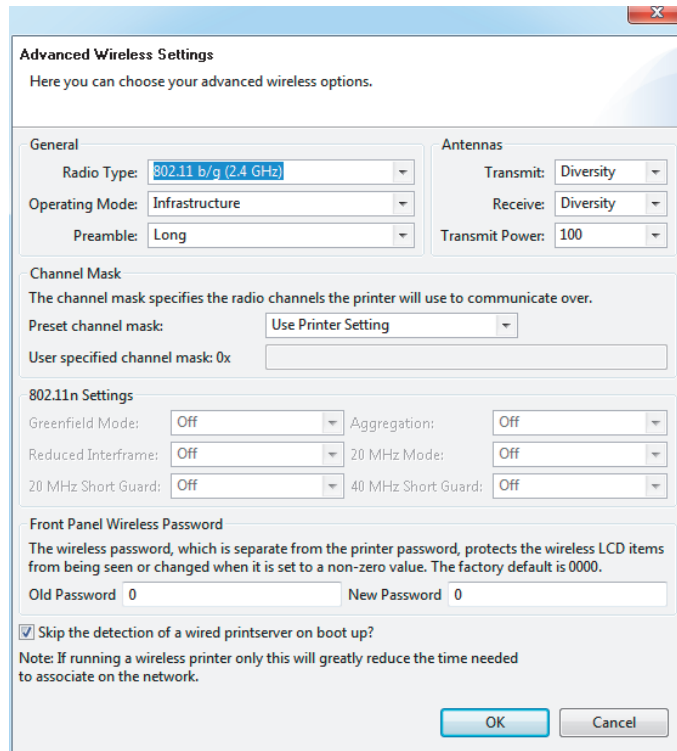 Advanced Wireless Settings
Here you can choose your advanced wireless options.
General
Radio Type: 802.11 b/g (2.4 GHz)
Operating Mode: Infrastructure
Preamble: Long
Antennas
Transmit: Diversity
Receive: Diversity
Transmit Power: 100
Channel Mask
The channel mask specifies the radio channels the printer will use to communicate over.
Preset channel mask: Use Printer Setting
User specified channel mask: 0x
802.11n Settings
Greenfield Mode: Off Aggregation: Off
Reduced Interframe: Off 20 MHz Mode: Off
20 MHz Short Guard: Off 40 MHz Short Guard: Off
Front Panel Wireless Password
The wireless password, which is separate from the printer password, protects the wireless LCD items
from being seen or changed when it is set to a non-zero value. The factory default is 0000.
Old Password 0 New Password 0
Skip the detection of a wired printserver on boot up?
Note: If running a wireless printer only this will greatly reduce the time needed
to associate on the network.
OK Cancel